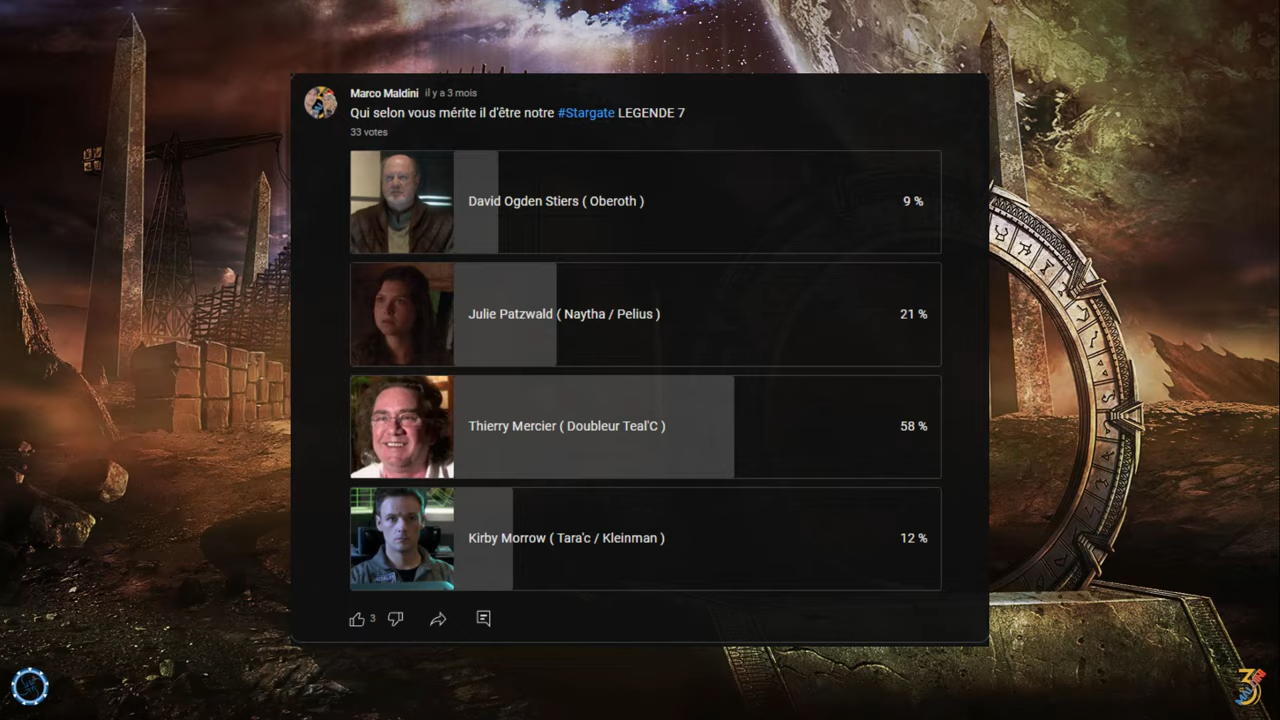 Marco Maldini il y a 3 mois
Qui selon vous mérite il d'être notre #Stargate LEGENDE 7
33 votes
David Ogden Stiers ( Oberoth ) 9 %
Julie Patzwald ( Naytha / Pelius ) 21 %
Thierry Mercier ( Doubleur Teal'C ) 58 %
Kirby Morrow ( Tara'c / Kleinman ) 12 %
3